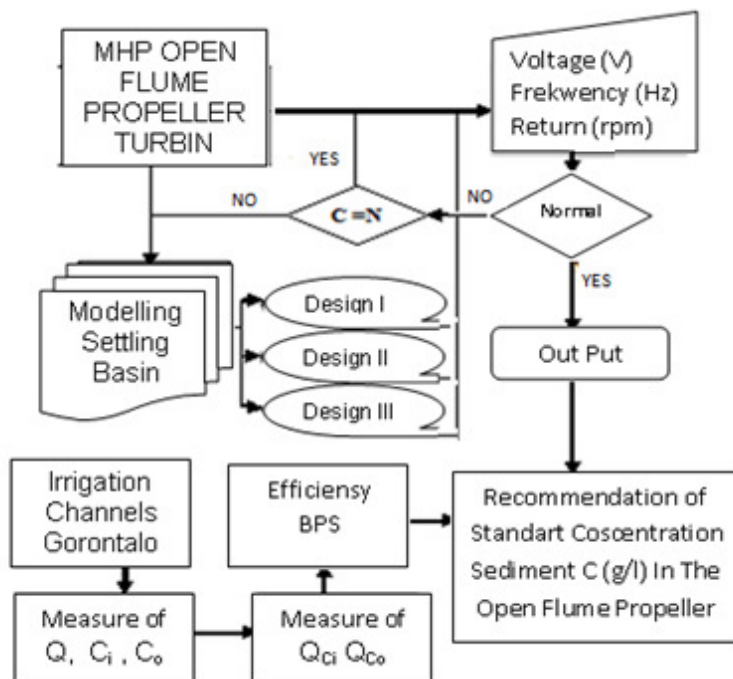 MHP OPEN
FLUME
PROPELLER
TURBIN
Voltage (V)
Frekwency (Hz)
Return (rpm)
YES
NO
C =N
NO
Normal
YES
Modelling
Settling
Basin
Design I
Design II
Design III
Out Put
Irrigation
Channels
Gorontalo
Efficiensy
BPS
Recommendation of
Standart Coscentration
Sediment C (g/l) In The
Open Flume Propeller
Measure of
Q, Ci , Co
Measure of
QCi QCo